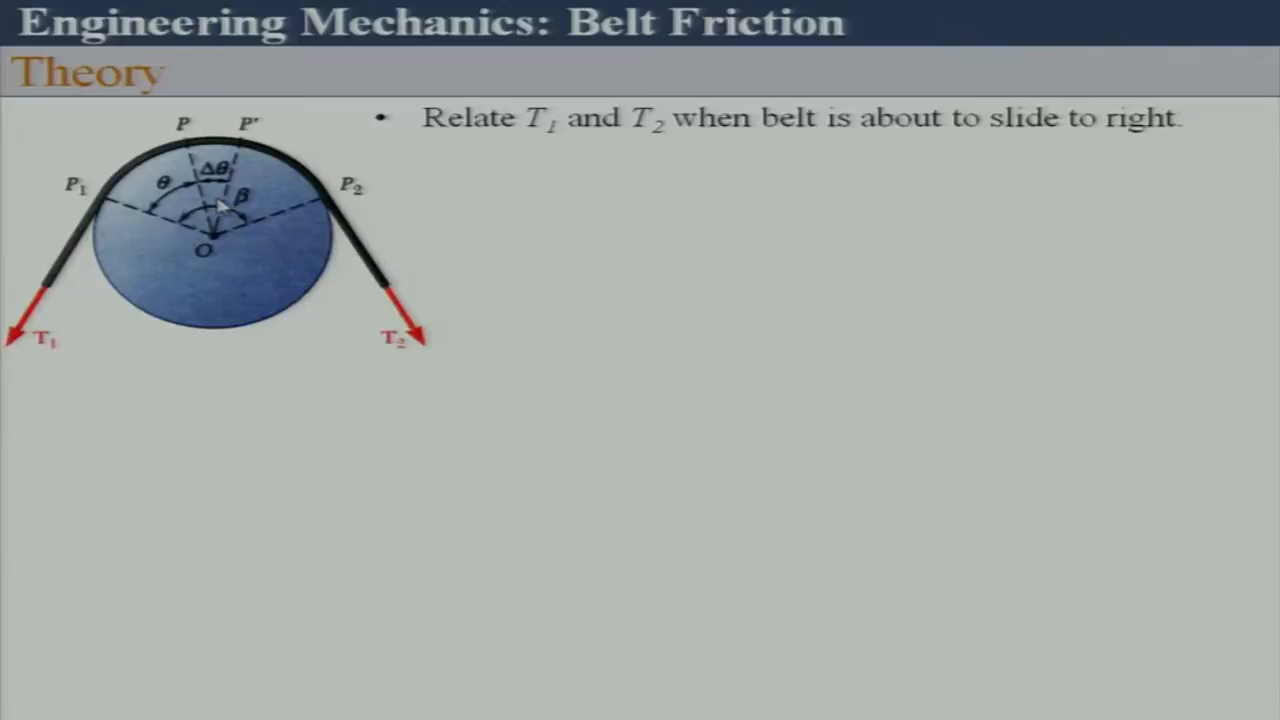 Engineering Mechanics: Belt Friction
Theory
• Relate T₁ and T₂ when belt is about to slide to right.
P P'
Δθ
P₁ θ β P₂
O
T₁ T₂